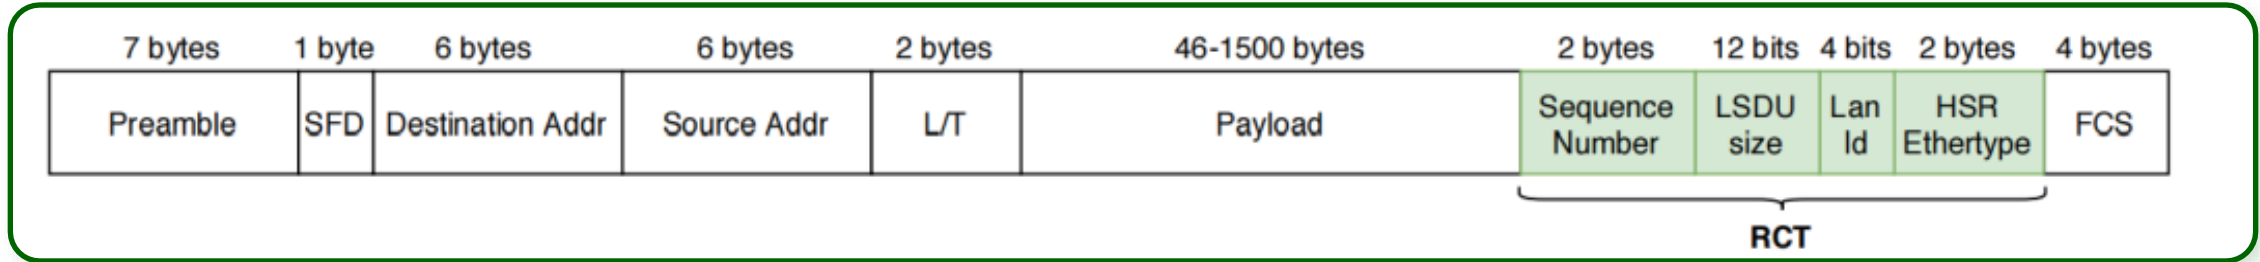 7 bytes 1 byte 6 bytes 6 bytes 2 bytes 46-1500 bytes 2 bytes 12 bits 4 bits 2 bytes 4 bytes
Preamble SFD Destination Addr Source Addr L/T Payload Sequence Number LSDU size Lan Id HSR Ethertype FCS
RCT